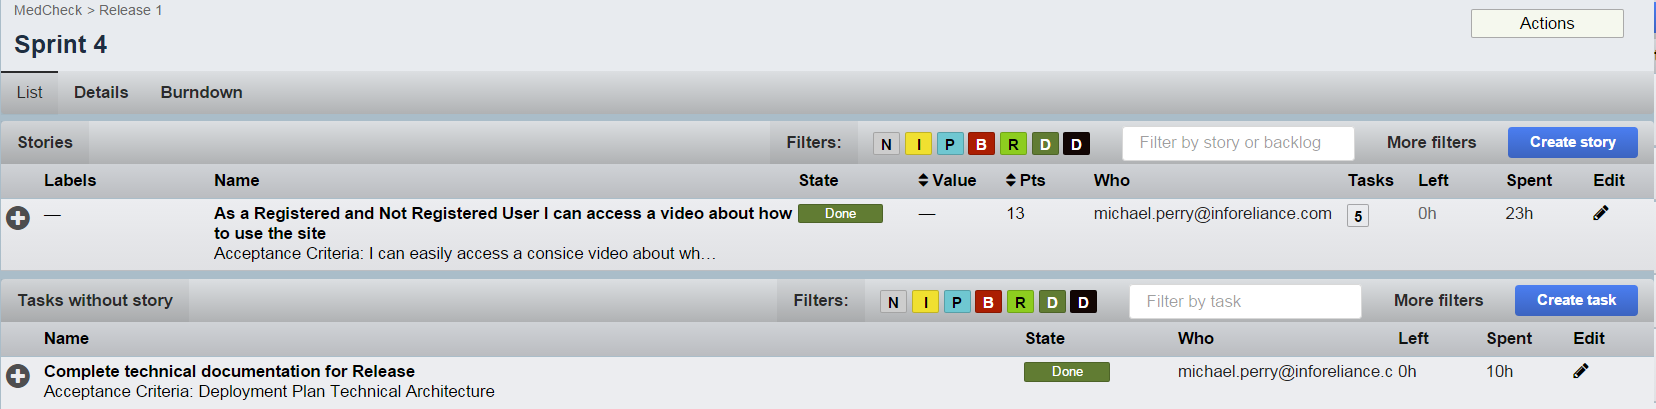 MedCheck > Release 1
Actions
Sprint 4
List Details Burndown
Stories Filters: N I P B R D D Filter by story or backlog More filters Create story
Labels Name State Value Pts Who Tasks Left Spent Edit
— As a Registered and Not Registered User I can access a video about how Done — 13 michael.perry@inforeliance.com 5 0h 23h
to use the site
Acceptance Criteria: I can easily access a consice video about wh…
Tasks without story Filters: N I P B R D D Filter by task More filters Create task
Name State Who Left Spent Edit
Complete technical documentation for Release Done michael.perry@inforeliance.c 0h 10h
Acceptance Criteria: Deployment Plan Technical Architecture